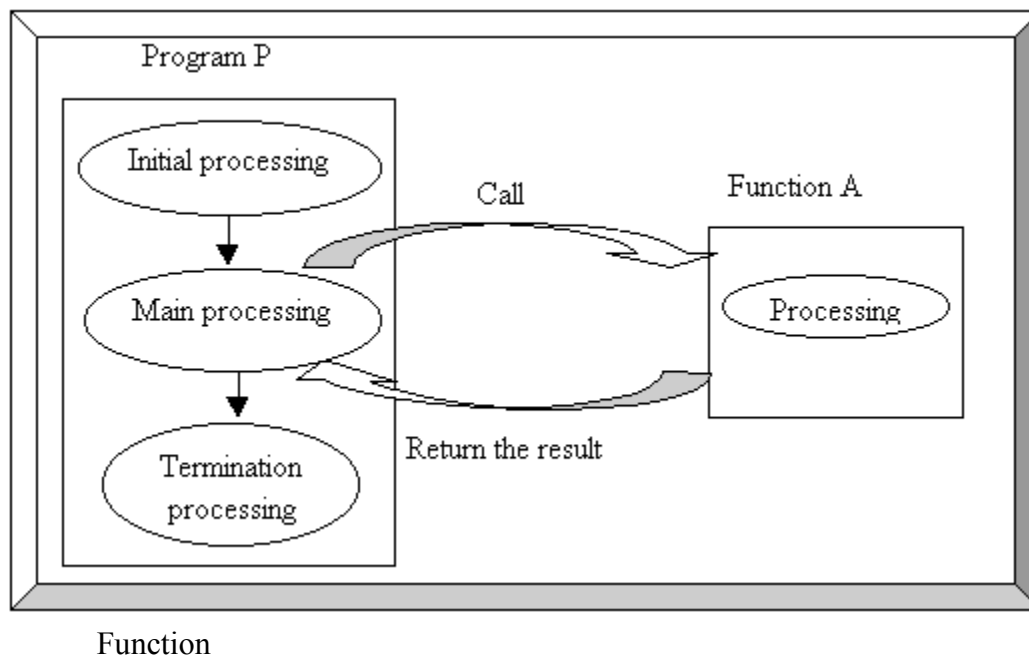 Program P
Initial processing
Call
Function A
Main processing
Processing
Return the result
Termination
processing
Function